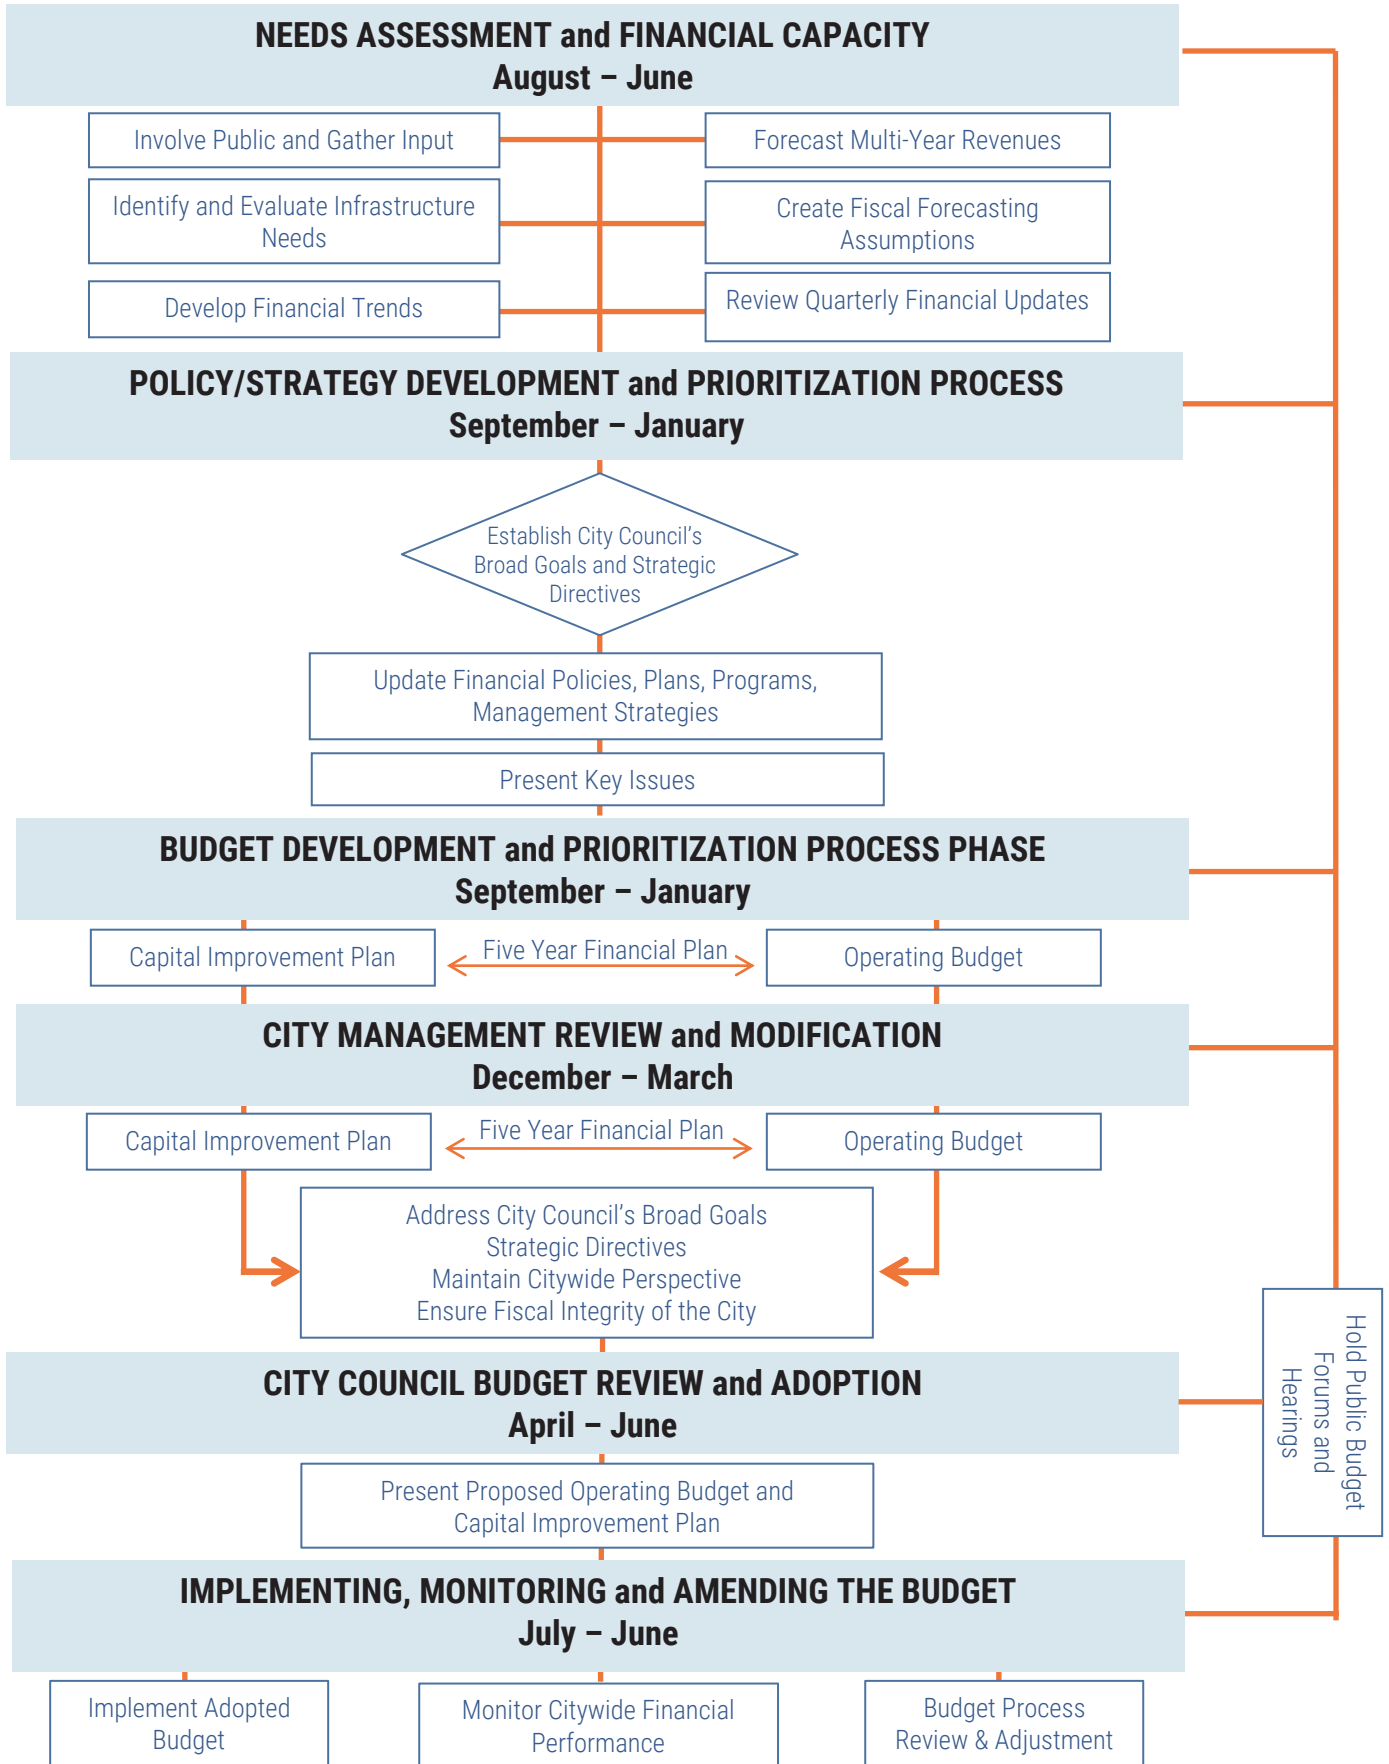 NEEDS ASSESSMENT and FINANCIAL CAPACITY
August – June
Involve Public and Gather Input
Forecast Multi-Year Revenues
Identify and Evaluate Infrastructure
Needs
Create Fiscal Forecasting
Assumptions
Develop Financial Trends
Review Quarterly Financial Updates
POLICY/STRATEGY DEVELOPMENT and PRIORITIZATION PROCESS
September – January
Establish City Council’s
Broad Goals and Strategic
Directives
Update Financial Policies, Plans, Programs,
Management Strategies
Present Key Issues
BUDGET DEVELOPMENT and PRIORITIZATION PROCESS PHASE
September – January
Capital Improvement Plan
Five Year Financial Plan
Operating Budget
CITY MANAGEMENT REVIEW and MODIFICATION
December – March
Capital Improvement Plan
Five Year Financial Plan
Operating Budget
Address City Council’s Broad Goals
Strategic Directives
Maintain Citywide Perspective
Ensure Fiscal Integrity of the City
CITY COUNCIL BUDGET REVIEW and ADOPTION
April – June
Present Proposed Operating Budget and
Capital Improvement Plan
Hold Public Budget
Forums and
Hearings
IMPLEMENTING, MONITORING and AMENDING THE BUDGET
July – June
Implement Adopted
Budget
Monitor Citywide Financial
Performance
Budget Process
Review & Adjustment